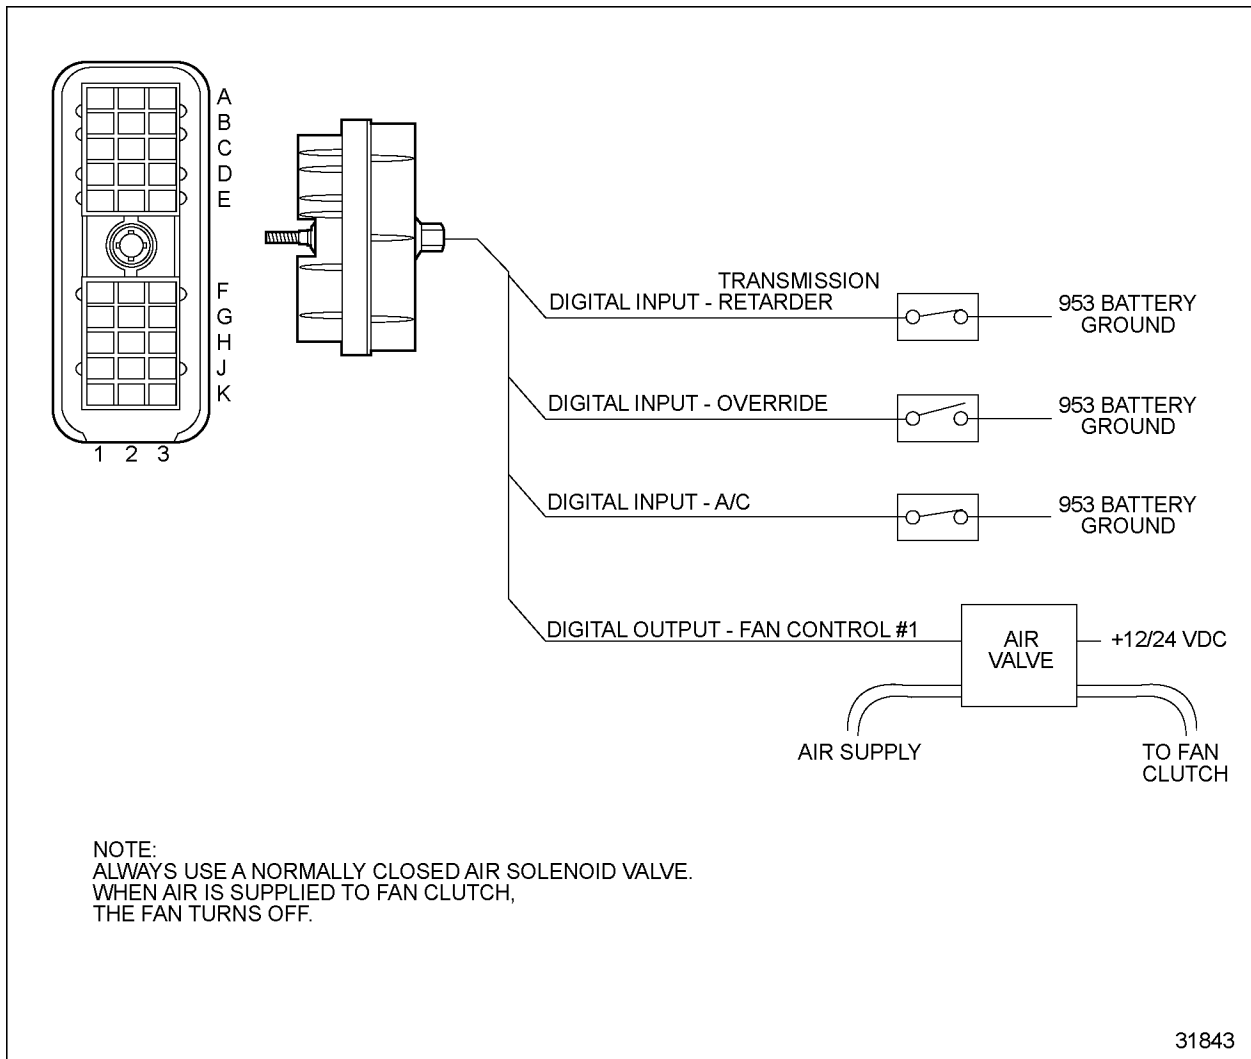 A
B
C
D
E
F
G
H
J
K
1 2 3
TRANSMISSION
DIGITAL INPUT - RETARDER
953 BATTERY
GROUND
DIGITAL INPUT - OVERRIDE
953 BATTERY
GROUND
DIGITAL INPUT - A/C
953 BATTERY
GROUND
DIGITAL OUTPUT - FAN CONTROL #1
AIR
VALVE
+12/24 VDC
AIR SUPPLY
TO FAN
CLUTCH
NOTE:
ALWAYS USE A NORMALLY CLOSED AIR SOLENOID VALVE.
WHEN AIR IS SUPPLIED TO FAN CLUTCH,
THE FAN TURNS OFF.
31843